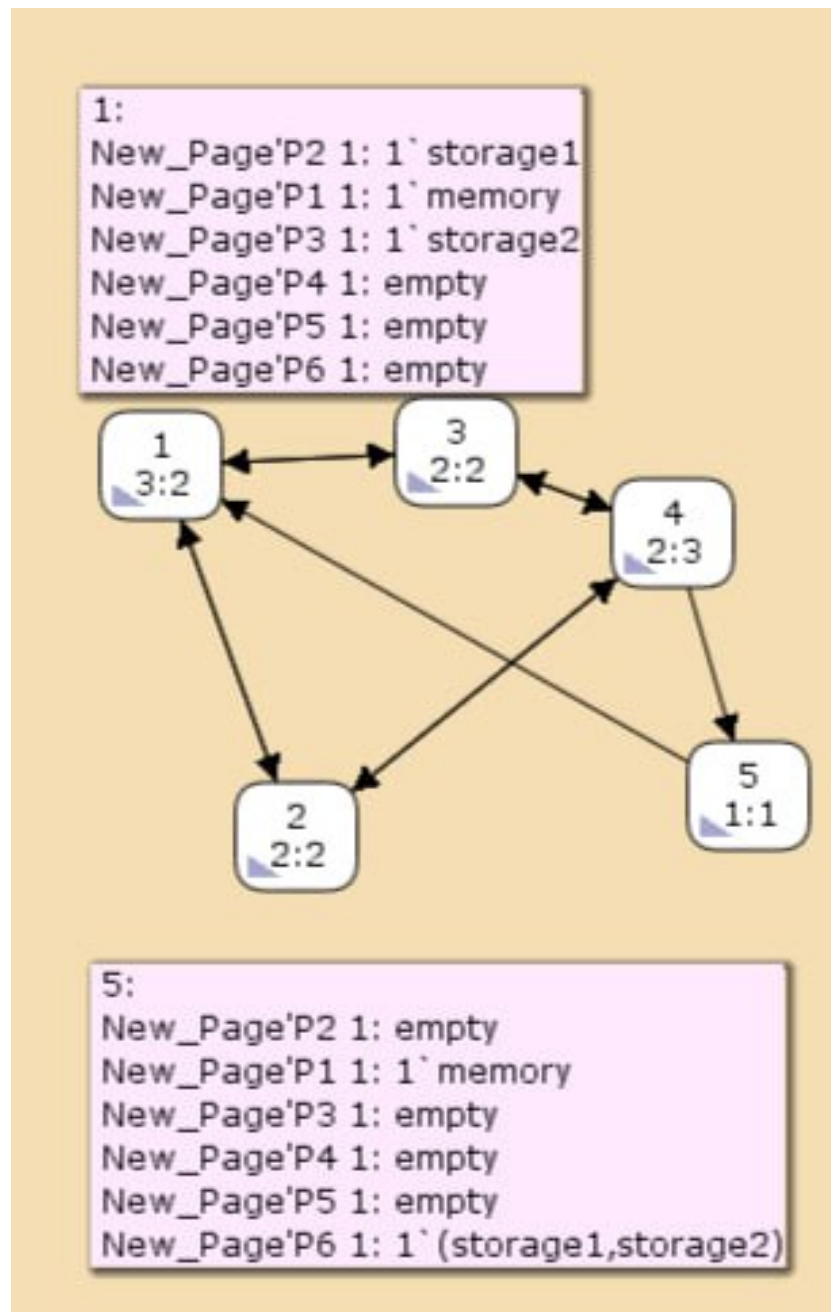 1:
New_Page'P2 1: 1`storage1
New_Page'P1 1: 1`memory
New_Page'P3 1: 1`storage2
New_Page'P4 1: empty
New_Page'P5 1: empty
New_Page'P6 1: empty
1
3:2
3
2:2
4
2:3
5
1:1
2
2:2
5:
New_Page'P2 1: empty
New_Page'P1 1: 1`memory
New_Page'P3 1: empty
New_Page'P4 1: empty
New_Page'P5 1: empty
New_Page'P6 1: 1`(storage1,storage2)